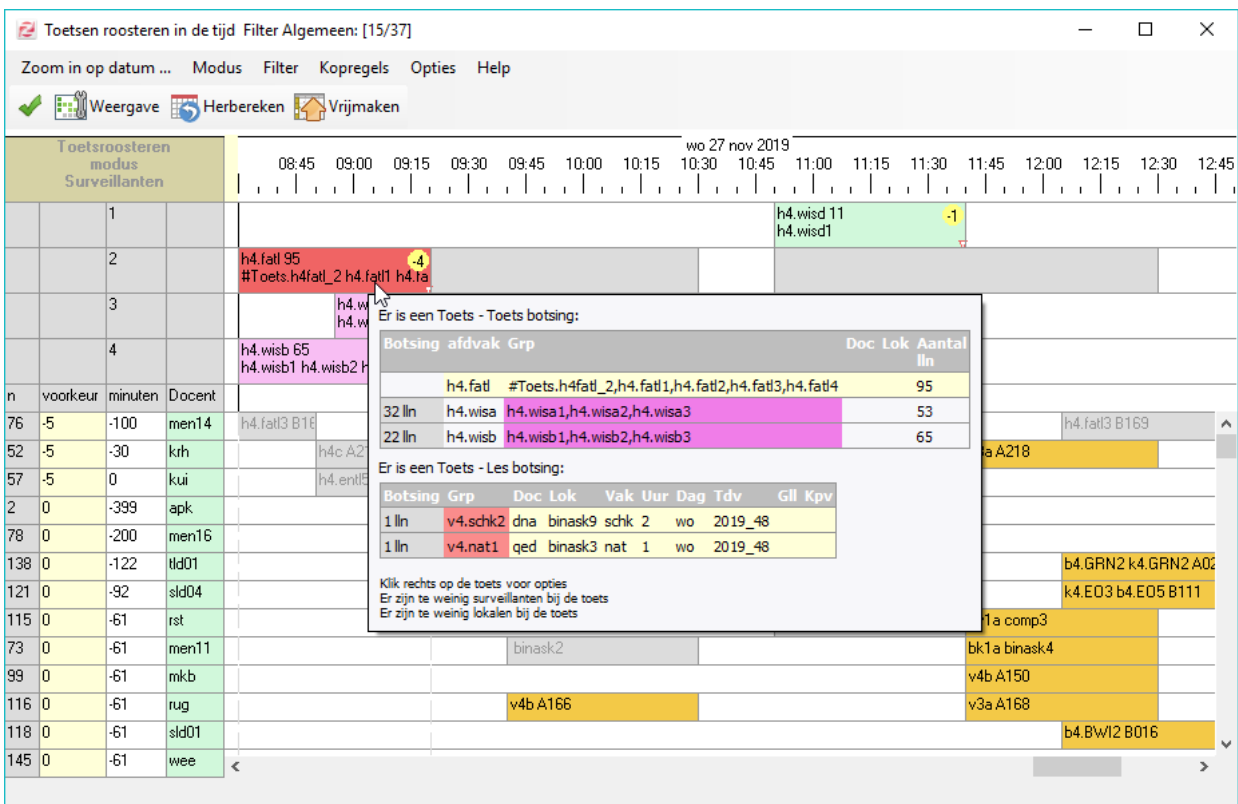 Toetsen roosteren in de tijd Filter Algemeen: [15/37]
Zoom in op datum ... Modus Filter Kopregels Opties Help
Weergave Herbereken Vrijmaken
Toetsroosteren
modus
Surveillanten
wo 27 nov 2019
08:45 09:00 09:15 09:30 09:45 10:00 10:15 10:30 10:45 11:00 11:15 11:30 11:45 12:00 12:15 12:30 12:45
1 h4.wisd 11 -1
h4.wisd1
2 h4.fatl 95 -4
#Toets.h4fatl_2 h4.fatl1 h4.fa
3 h4.w
h4.w
4 h4.wisb 65
h4.wisb1 h4.wisb2 h
Er is een Toets - Toets botsing:
Botsing afdvak Grp Doc Lok Aantal
lln
h4.fatl #Toets.h4fatl_2,h4.fatl1,h4.fatl2,h4.fatl3,h4.fatl4 95
32 lln h4.wisa h4.wisa1,h4.wisa2,h4.wisa3 53
22 lln h4.wisb h4.wisb1,h4.wisb2,h4.wisb3 65
Er is een Toets - Les botsing:
Botsing Grp Doc Lok Vak Uur Dag Tdv Gll Kpv
1 lln v4.schk2 dna binask9 schk 2 wo 2019_48
1 lln v4.nat1 qed binask3 nat 1 wo 2019_48
Klik rechts op de toets voor opties
Er zijn te weinig surveillanten bij de toets
Er zijn te weinig lokalen bij de toets
n voorkeur minuten Docent
76 -5 -100 men14 h4.fatl3 B16 h4.fatl3 B169
52 -5 -30 krh h4c A2 a A218
57 -5 0 kui h4.entl5
2 0 -399 apk
78 0 -200 men16
138 0 -122 tld01 b4.GRN2 k4.GRN2 A02
121 0 -92 sld04 k4.EO3 b4.EO5 B111
115 0 -61 rst 1a comp3
73 0 -61 men11 binask2 bk1a binask4
99 0 -61 mkb v4b A150
116 0 -61 rug v4b A166 v3a A168
118 0 -61 sld01 b4.BWI2 B016
145 0 -61 wee